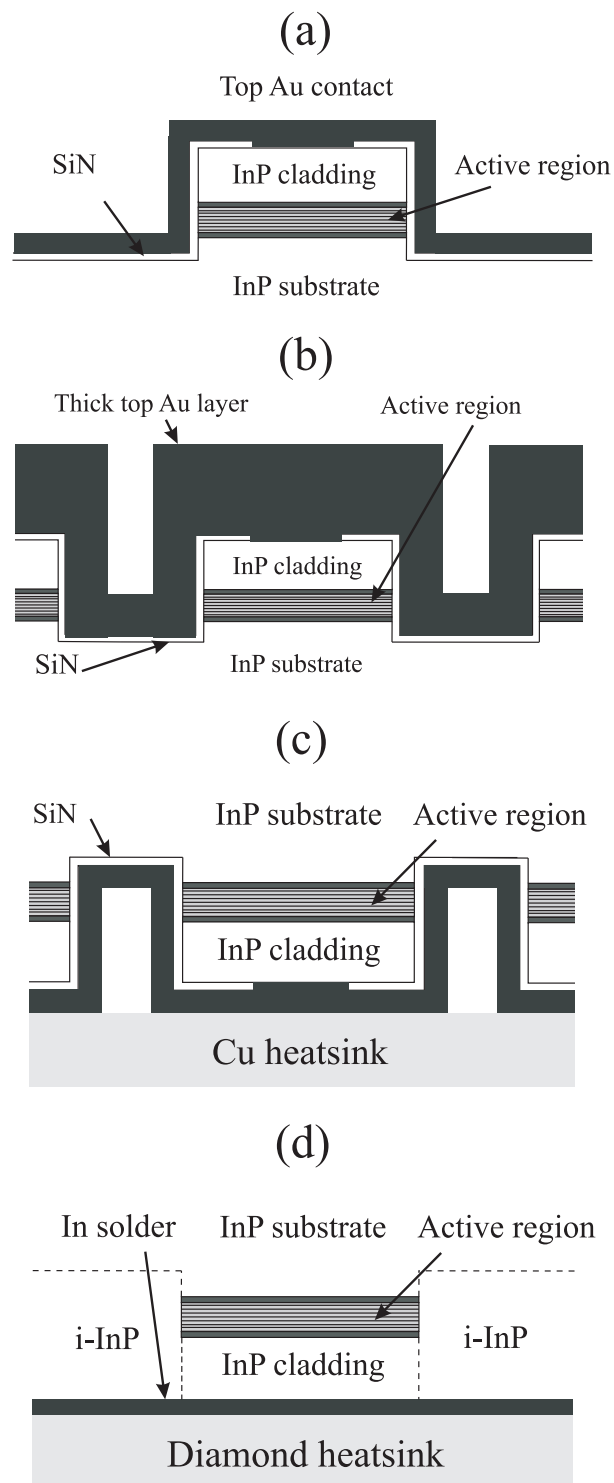 (a)
Top Au contact
SiN
Active region
InP cladding
InP substrate
(b)
Thick top Au layer
Active region
InP cladding
SiN
InP substrate
(c)
SiN
InP substrate
Active region
InP cladding
Cu heatsink
(d)
In solder
InP substrate
Active region
i-InP
i-InP
InP cladding
Diamond heatsink